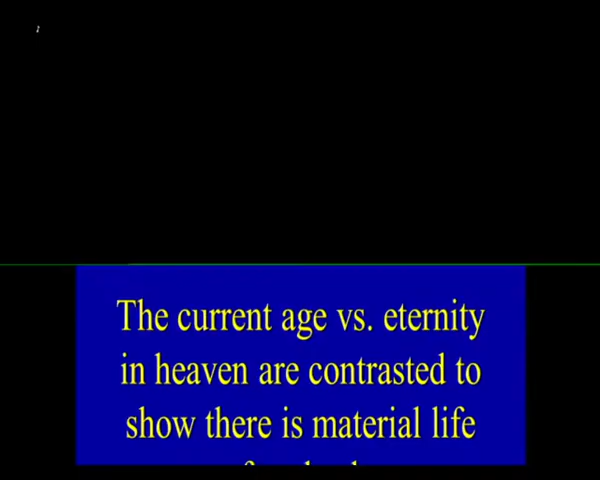 The current age vs. eternity
in heaven are contrasted to
show there is material life